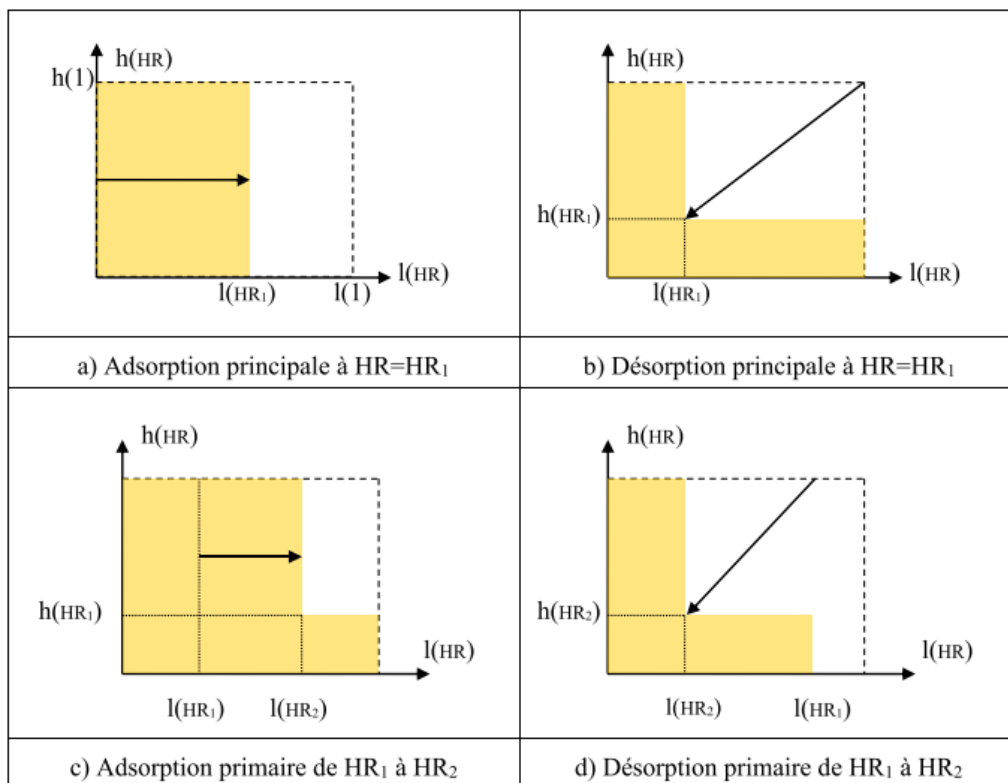 h(HR)
h(1)
l(HR)
l(HR₁)
l(1)
a) Adsorption principale à HR=HR₁
h(HR)
h(HR₁)
l(HR)
l(HR₁)
b) Désorption principale à HR=HR₁
h(HR)
h(HR₁)
l(HR)
l(HR₁)
l(HR₂)
c) Adsorption primaire de HR₁ à HR₂
h(HR)
h(HR₂)
l(HR)
l(HR₂)
l(HR₁)
d) Désorption primaire de HR₁ à HR₂